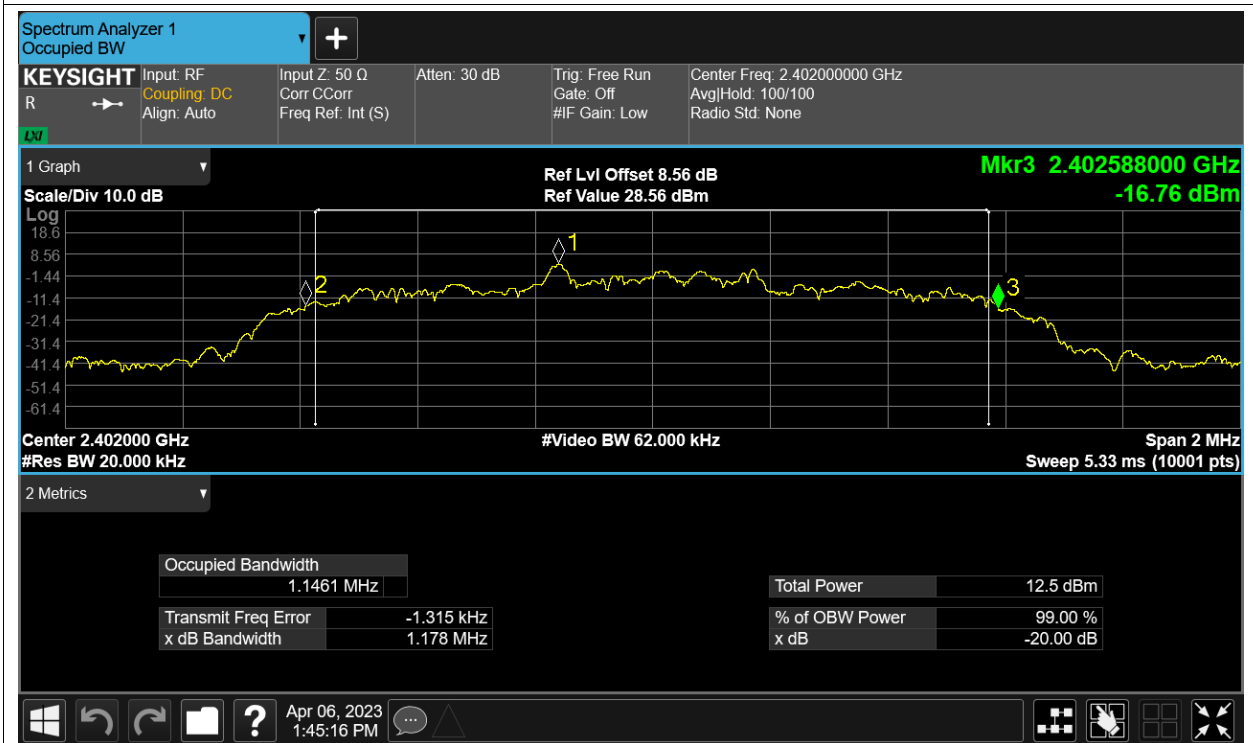 Spectrum Analyzer 1
Occupied BW
KEYSIGHT
R
LXI
Input: RF
Coupling: DC
Align: Auto
Input Z: 50 Ω
Corr CCorr
Freq Ref: Int (S)
Atten: 30 dB
Trig: Free Run
Gate: Off
#IF Gain: Low
Center Freq: 2.402000000 GHz
Avg|Hold: 100/100
Radio Std: None
1 Graph
Scale/Div 10.0 dB
Ref Lvl Offset 8.56 dB
Ref Value 28.56 dBm
Mkr3 2.402588000 GHz
-16.76 dBm
Log
18.6
8.56
-1.44
-11.4
-21.4
-31.4
-41.4
-51.4
-61.4
1
2
3
Center 2.402000 GHz
#Res BW 20.000 kHz
#Video BW 62.000 kHz
Span 2 MHz
Sweep 5.33 ms (10001 pts)
2 Metrics
Occupied Bandwidth
1.1461 MHz
Transmit Freq Error -1.315 kHz
x dB Bandwidth 1.178 MHz
Total Power 12.5 dBm
% of OBW Power 99.00 %
x dB -20.00 dB
?
Apr 06, 2023
1:45:16 PM